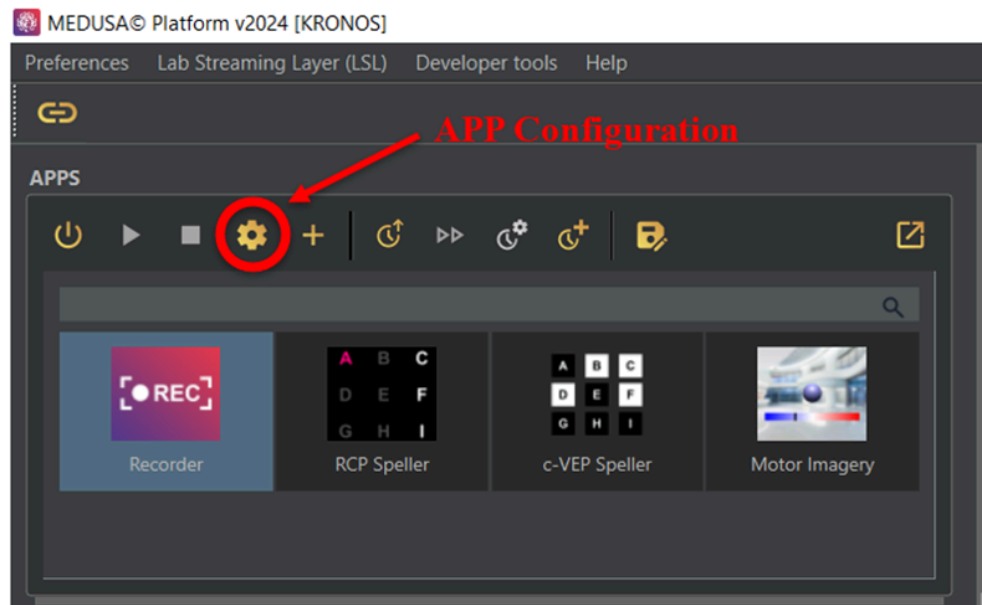 MEDUSA© Platform v2024 [KRONOS]
Preferences Lab Streaming Layer (LSL) Developer tools Help
APP Configuration
APPS
REC
A B C
D E F
G H I
A B C
D E F
G H I
Recorder RCP Speller c-VEP Speller Motor Imagery